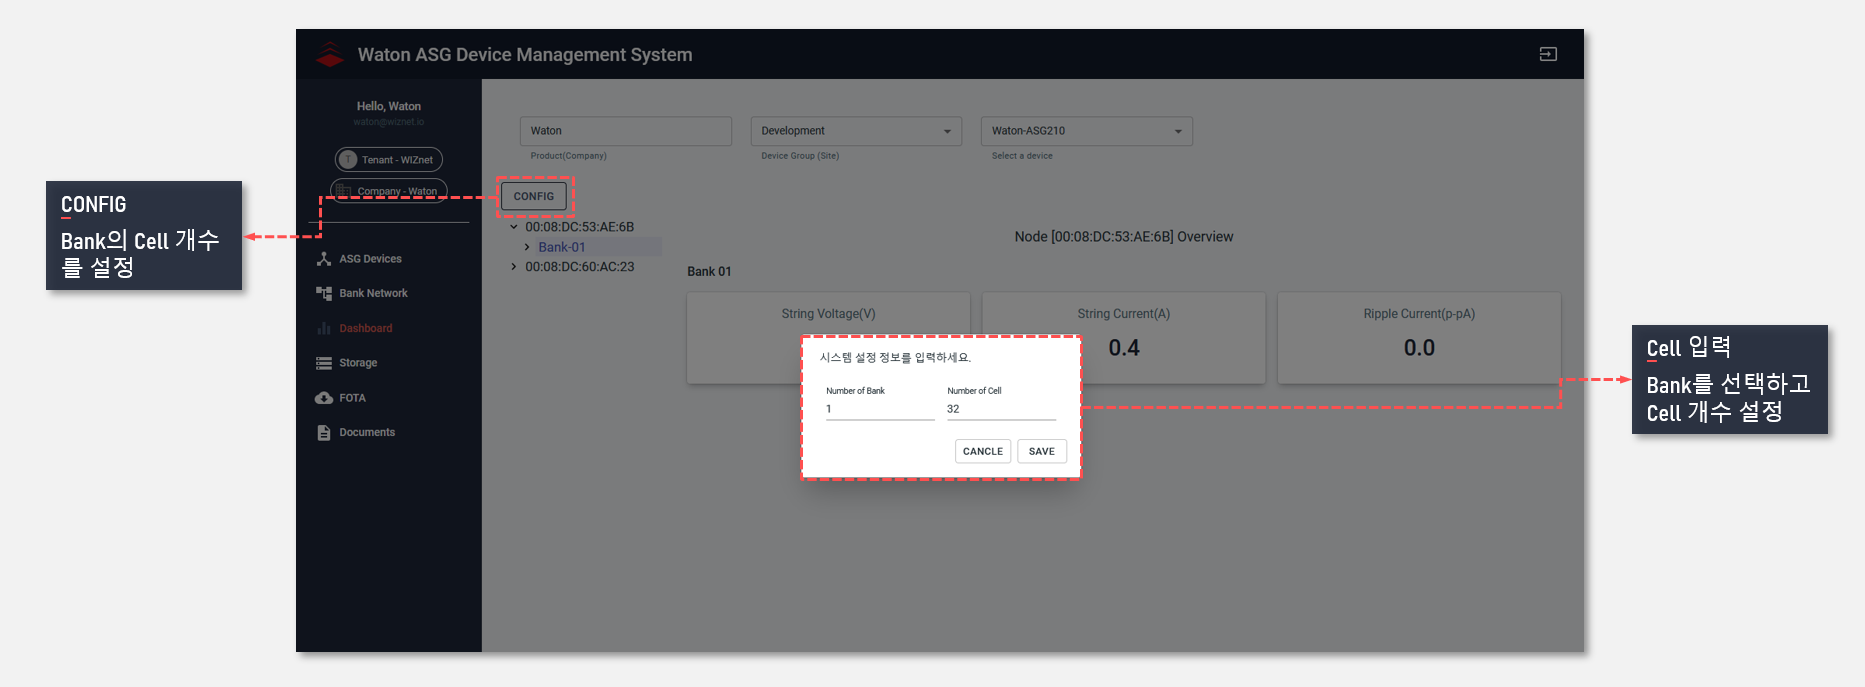 Waton ASG Device Management System
Hello, Waton
waton@wiznet.io
T Tenant - WIZnet
Company - Waton
ASG Devices
Bank Network
Dashboard
Storage
FOTA
Documents
Waton
Product(Company)
Development
Device Group (Site)
Waton-ASG210
Select a device
CONFIG
00:08:DC:53:AE:6B
Bank-01
00:08:DC:60:AC:23
Node [00:08:DC:53:AE:6B] Overview
Bank 01
String Voltage(V)
String Current(A)
0.4
Ripple Current(p-pA)
0.0
시스템 설정 정보를 입력하세요.
Number of Bank
1
Number of Cell
32
CANCLE
SAVE
CONFIG
Bank의 Cell 개수
를 설정
Cell 입력
Bank를 선택하고
Cell 개수 설정